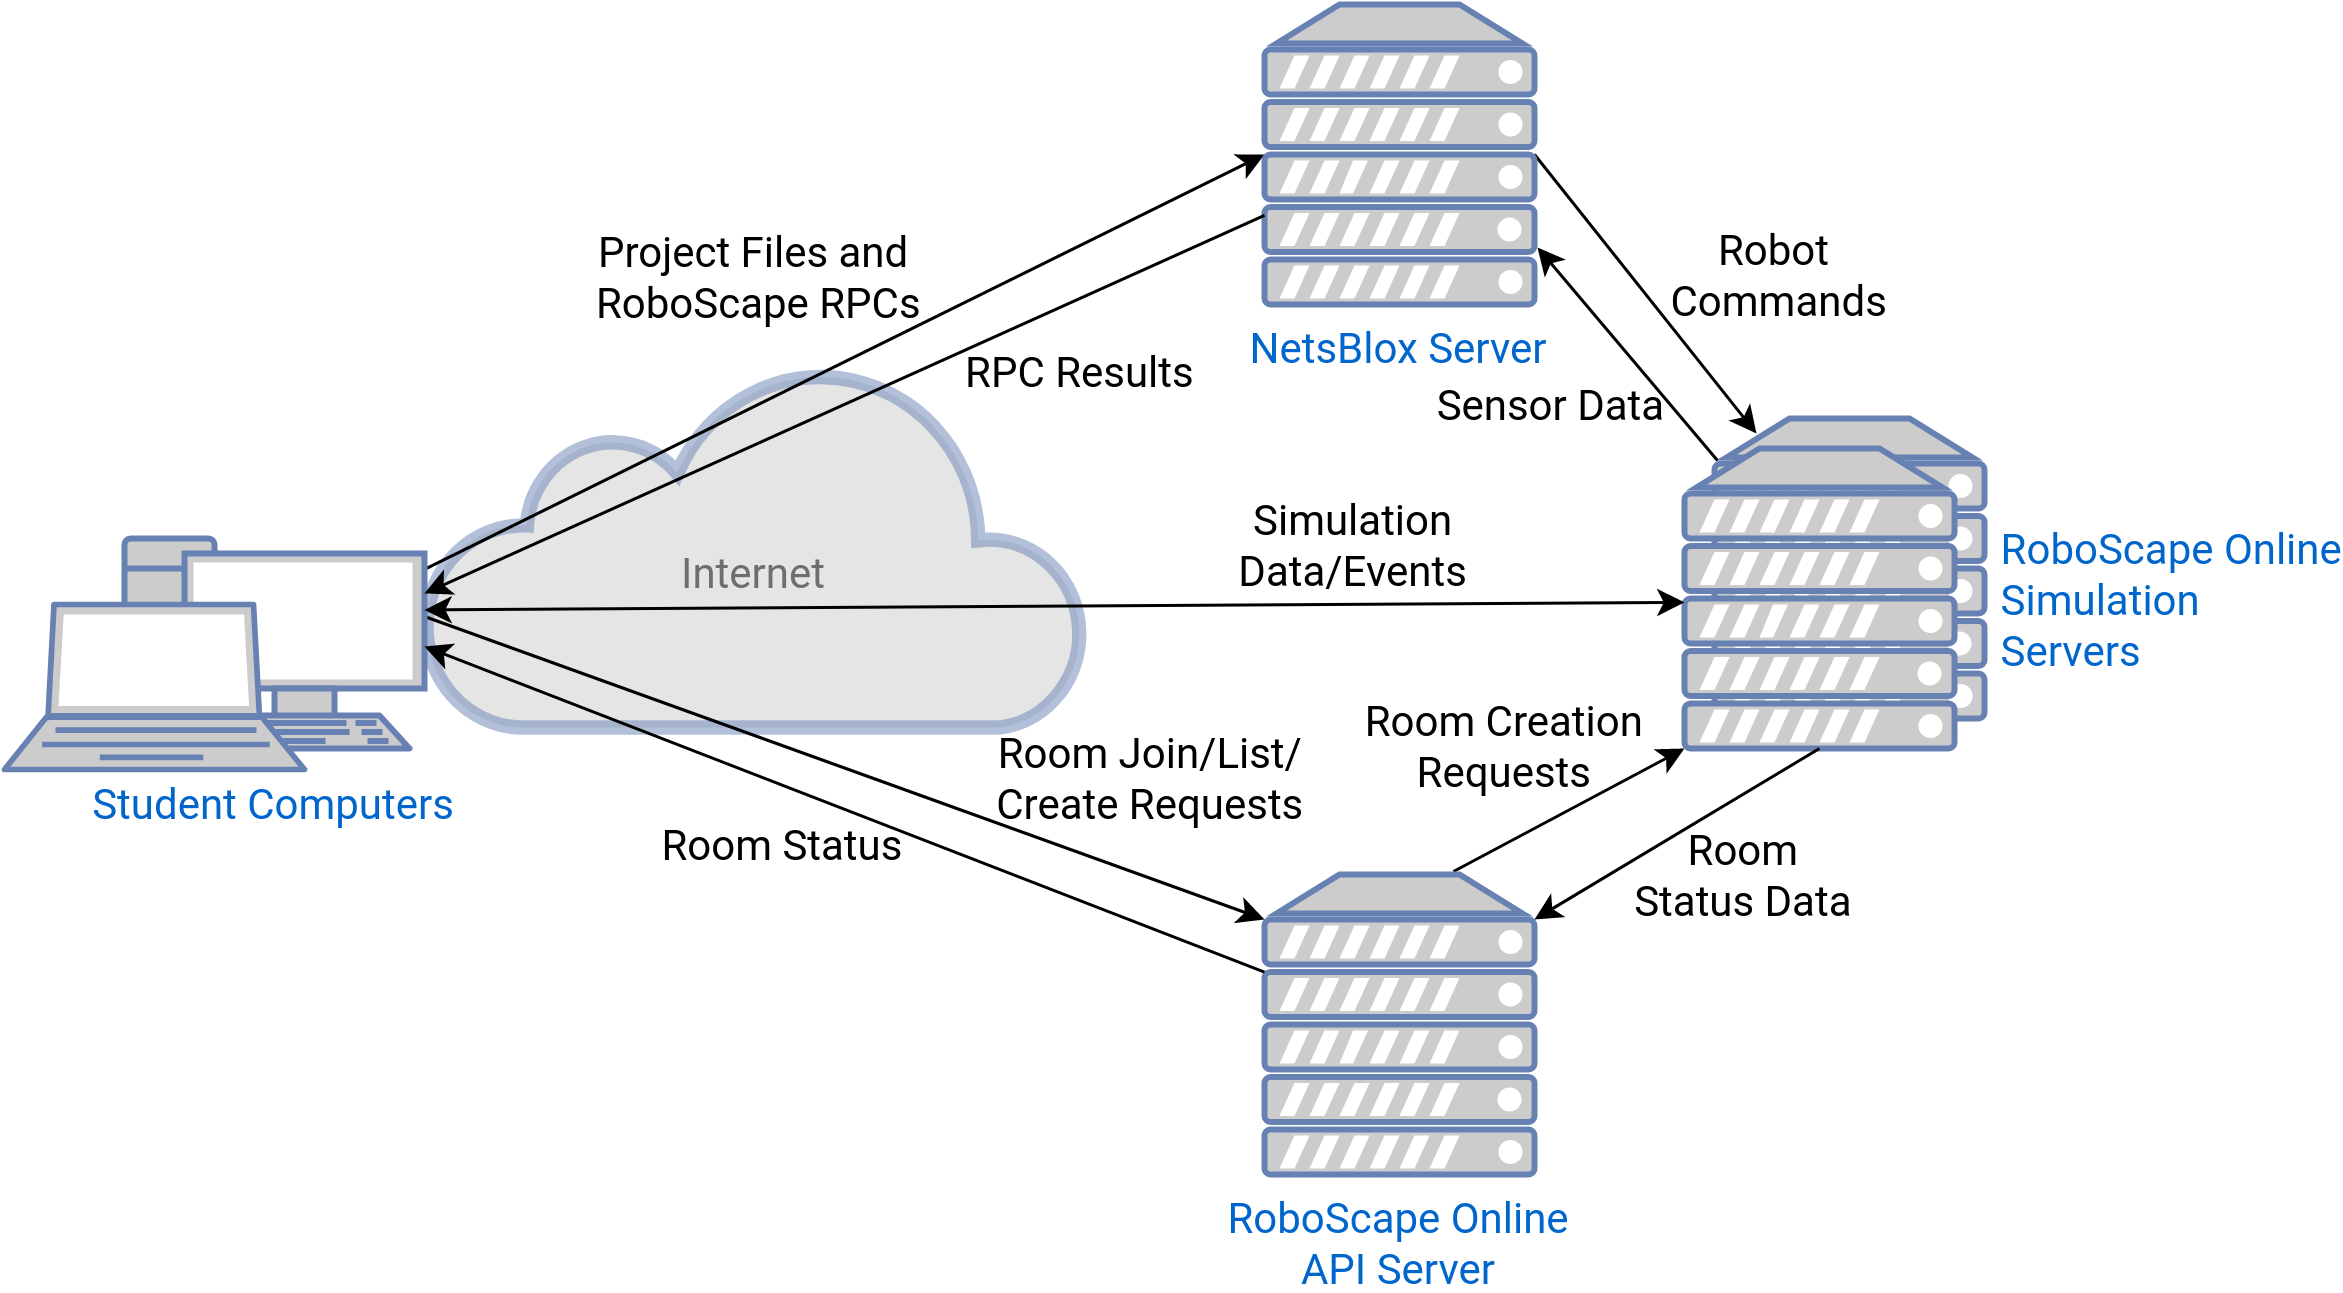 Project Files and
RoboScape RPCs
Robot
Commands
NetsBlox Server
RPC Results
Sensor Data
Simulation
Data/Events
Internet
RoboScape Online
Simulation
Servers
Room Creation
Requests
Room Join/List/
Create Requests
Student Computers
Room Status
Room
Status Data
RoboScape Online
API Server